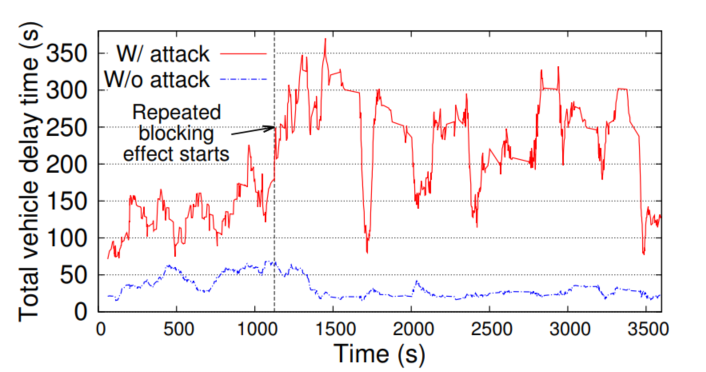 Total vehicle delay time (s)
350
300
250
200
150
100
50
0
W/ attack
W/o attack
Repeated
blocking
effect starts
0
500
1000
1500
2000
2500
3000
3500
Time (s)